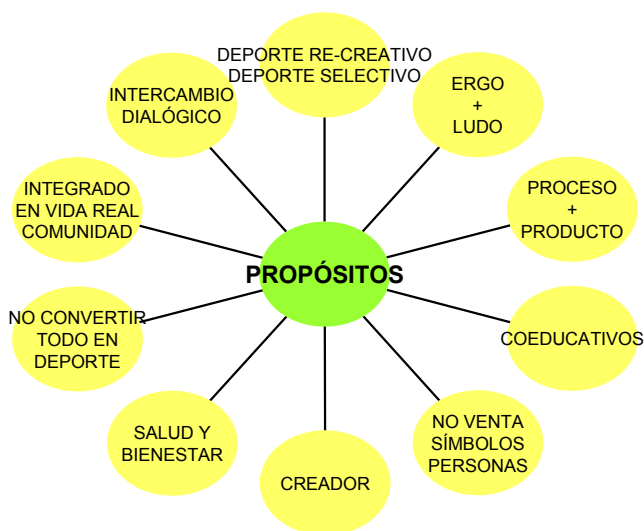 DEPORTE RE-CREATIVO
DEPORTE SELECTIVO
ERGO
+
LUDO
PROCESO
+
PRODUCTO
COEDUCATIVOS
NO VENTA
SÍMBOLOS
PERSONAS
CREADOR
SALUD Y
BIENESTAR
NO CONVERTIR
TODO EN
DEPORTE
INTEGRADO
EN VIDA REAL
COMUNIDAD
INTERCAMBIO
DIALÓGICO
PROPÓSITOS